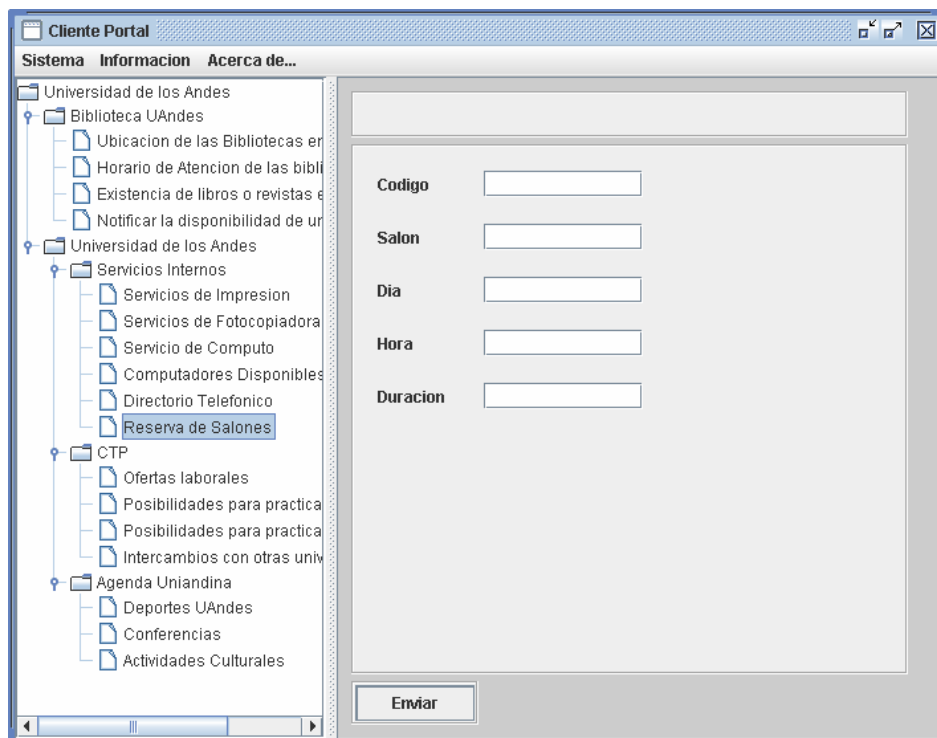 Cliente Portal
Sistema Informacion Acerca de...
Universidad de los Andes
Biblioteca UAndes
Ubicacion de las Bibliotecas er
Horario de Atencion de las bibli
Existencia de libros o revistas e
Notificar la disponibilidad de ur
Universidad de los Andes
Servicios Internos
Servicios de Impresion
Servicios de Fotocopiadora
Servicio de Computo
Computadores Disponibles
Directorio Telefonico
Reserva de Salones
CTP
Ofertas laborales
Posibilidades para practica
Posibilidades para practica
Intercambios con otras univ
Agenda Uniandina
Deportes UAndes
Conferencias
Actividades Culturales
Codigo
Salon
Dia
Hora
Duracion
Enviar